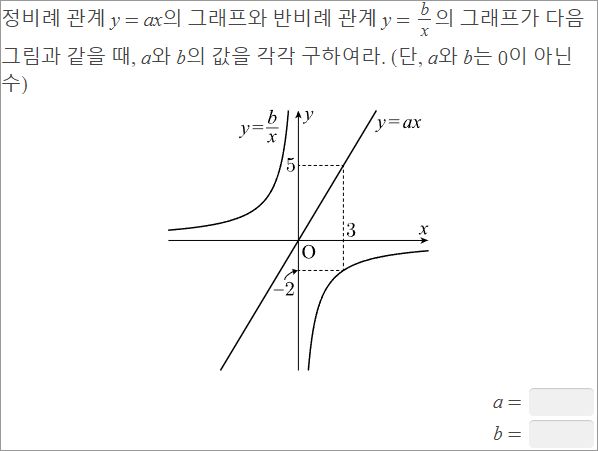 정비례 관계 y = ax의 그래프와 반비례 관계 y = b/x 의 그래프가 다음
그림과 같을 때, a와 b의 값을 각각 구하여라. (단, a와 b는 0이 아닌
수)
y=b/x
y
y=ax
5
3
x
O
-2
a =
b =